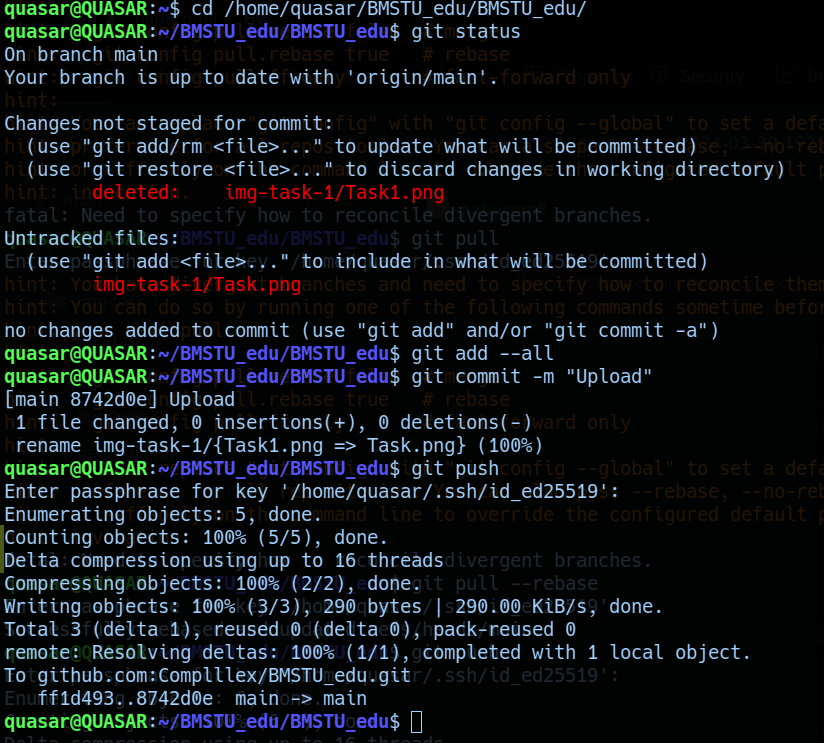 quasar@QUASAR:~$ cd /home/quasar/BMSTU_edu/BMSTU_edu/
quasar@QUASAR:~/BMSTU_edu/BMSTU_edu$ git status
On branch main
Your branch is up to date with 'origin/main'.
Changes not staged for commit:
  (use "git add/rm <file>..." to update what will be committed)
  (use "git restore <file>..." to discard changes in working directory)
        deleted:    img-task-1/Task1.png
Untracked files:
  (use "git add <file>..." to include in what will be committed)
        img-task-1/Task.png
no changes added to commit (use "git add" and/or "git commit -a")
quasar@QUASAR:~/BMSTU_edu/BMSTU_edu$ git add --all
quasar@QUASAR:~/BMSTU_edu/BMSTU_edu$ git commit -m "Upload"
[main 8742d0e] Upload
 1 file changed, 0 insertions(+), 0 deletions(-)
 rename img-task-1/{Task1.png => Task.png} (100%)
quasar@QUASAR:~/BMSTU_edu/BMSTU_edu$ git push
Enter passphrase for key '/home/quasar/.ssh/id_ed25519':
Enumerating objects: 5, done.
Counting objects: 100% (5/5), done.
Delta compression using up to 16 threads
Compressing objects: 100% (2/2), done.
Writing objects: 100% (3/3), 290 bytes | 290.00 KiB/s, done.
Total 3 (delta 1), reused 0 (delta 0), pack-reused 0
remote: Resolving deltas: 100% (1/1), completed with 1 local object.
To github.com:Complllex/BMSTU_edu.git
   ff1d493..8742d0e  main -> main
quasar@QUASAR:~/BMSTU_edu/BMSTU_edu$